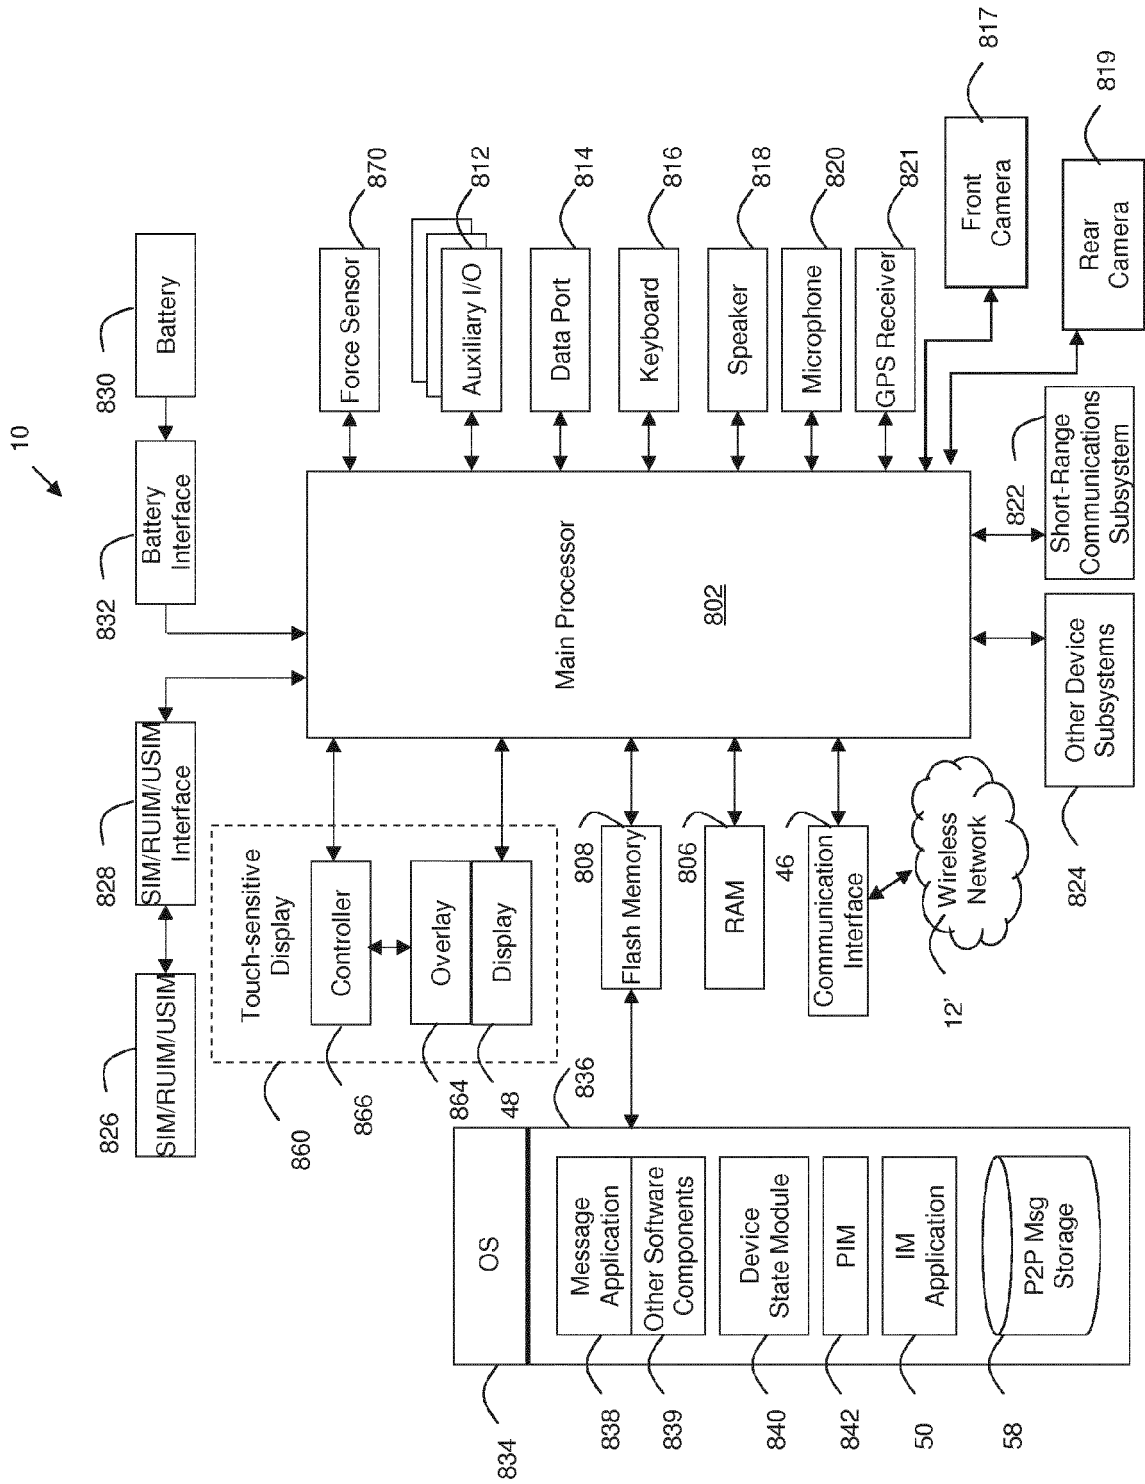 10
826
SIM/RUIM/USIM
828
SIM/RUIM/USIM
Interface
832
Battery
Interface
830
Battery
860
Touch-sensitive
Display
866
Controller
864
Overlay
48
Display
Main Processor
802
870
Force Sensor
812
Auxiliary I/O
814
Data Port
816
Keyboard
818
Speaker
820
Microphone
821
GPS Receiver
817
Front
Camera
819
Rear
Camera
808
Flash Memory
806
RAM
46
Communication
Interface
12'
Wireless
Network
822
Short-Range
Communications
Subsystem
824
Other Device
Subsystems
834
OS
836
838
Message
Application
839
Other Software
Components
840
Device
State Module
842
PIM
50
IM
Application
58
P2P Msg
Storage